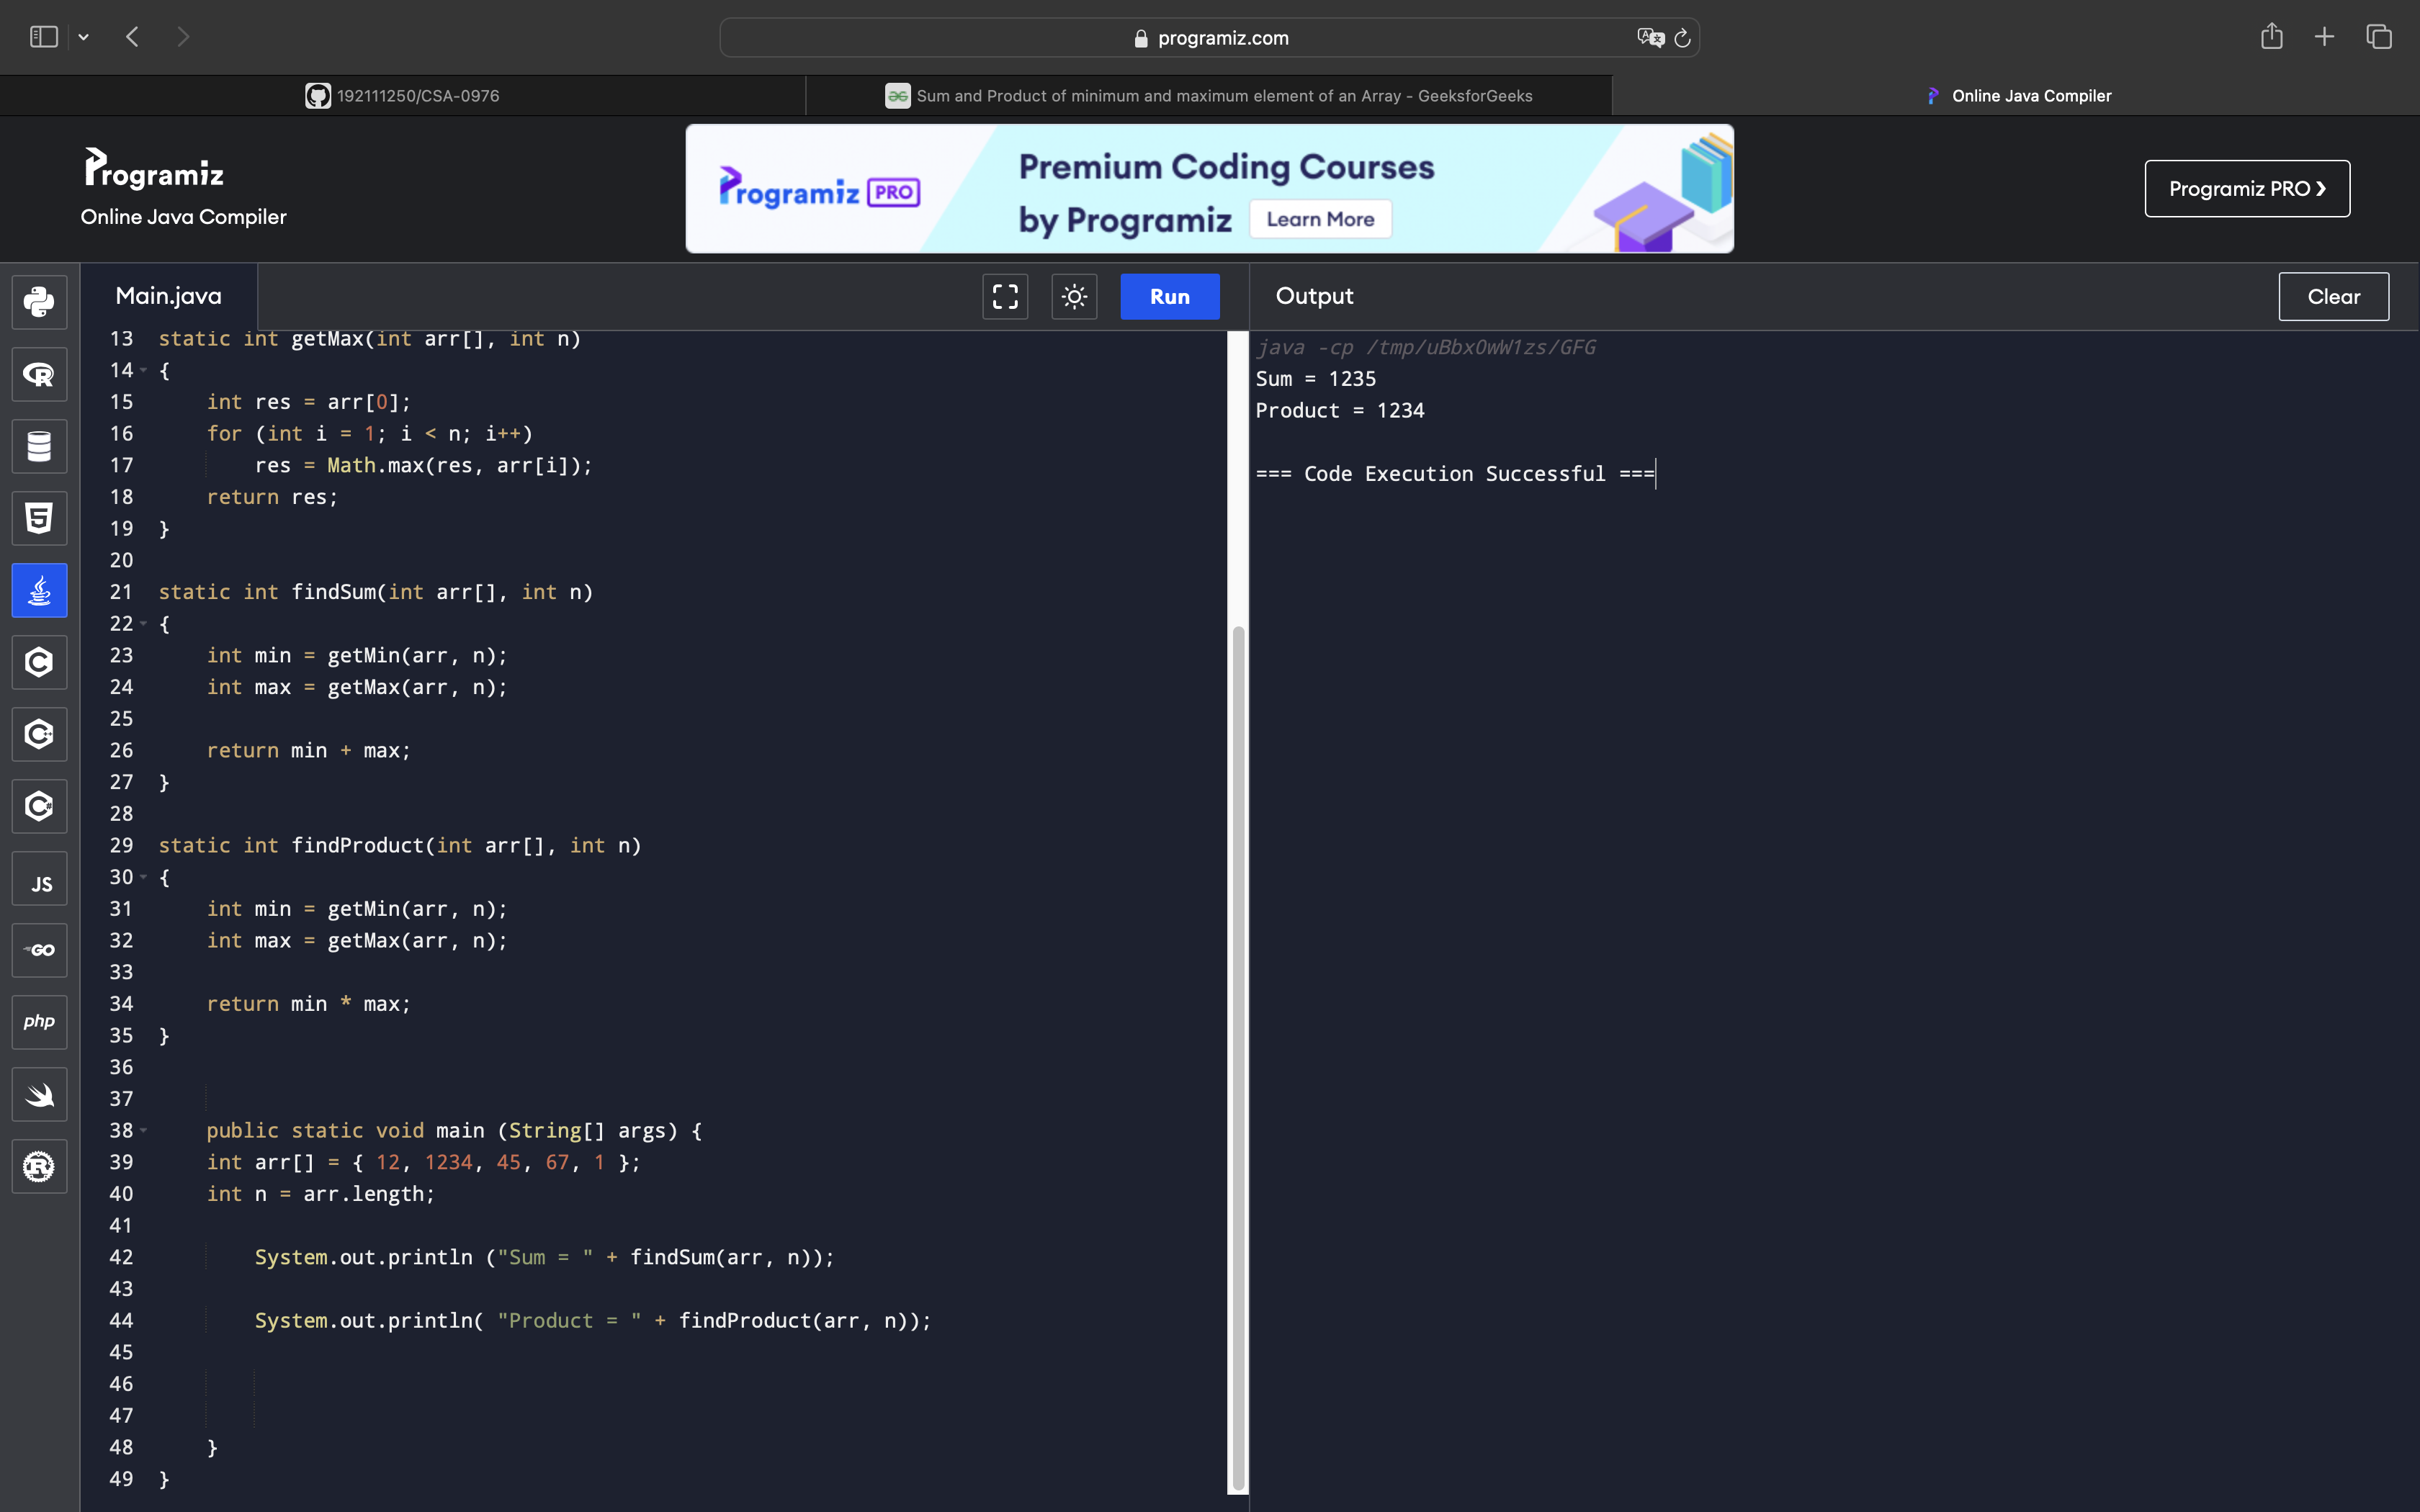 programiz.com
192111250/CSA-0976
Sum and Product of minimum and maximum element of an Array - GeeksforGeeks
Online Java Compiler
Programiz
Online Java Compiler
Programiz PRO
Premium Coding Courses
by Programiz
Learn More
Programiz PRO ❯
Main.java
Run
Output
Clear
13 static int getMax(int arr[], int n)
14 {
15     int res = arr[0];
16     for (int i = 1; i < n; i++)
17         res = Math.max(res, arr[i]);
18     return res;
19 }
20
21 static int findSum(int arr[], int n)
22 {
23     int min = getMin(arr, n);
24     int max = getMax(arr, n);
25
26     return min + max;
27 }
28
29 static int findProduct(int arr[], int n)
30 {
31     int min = getMin(arr, n);
32     int max = getMax(arr, n);
33
34     return min * max;
35 }
36
37
38     public static void main (String[] args) {
39     int arr[] = { 12, 1234, 45, 67, 1 };
40     int n = arr.length;
41
42         System.out.println ("Sum = " + findSum(arr, n));
43
44         System.out.println( "Product = " + findProduct(arr, n));
45
46
47
48     }
49 }
java -cp /tmp/uBbxOwW1zs/GFG
Sum = 1235
Product = 1234
=== Code Execution Successful ===
R
5
C
C++
C#
JS
GO
php
R